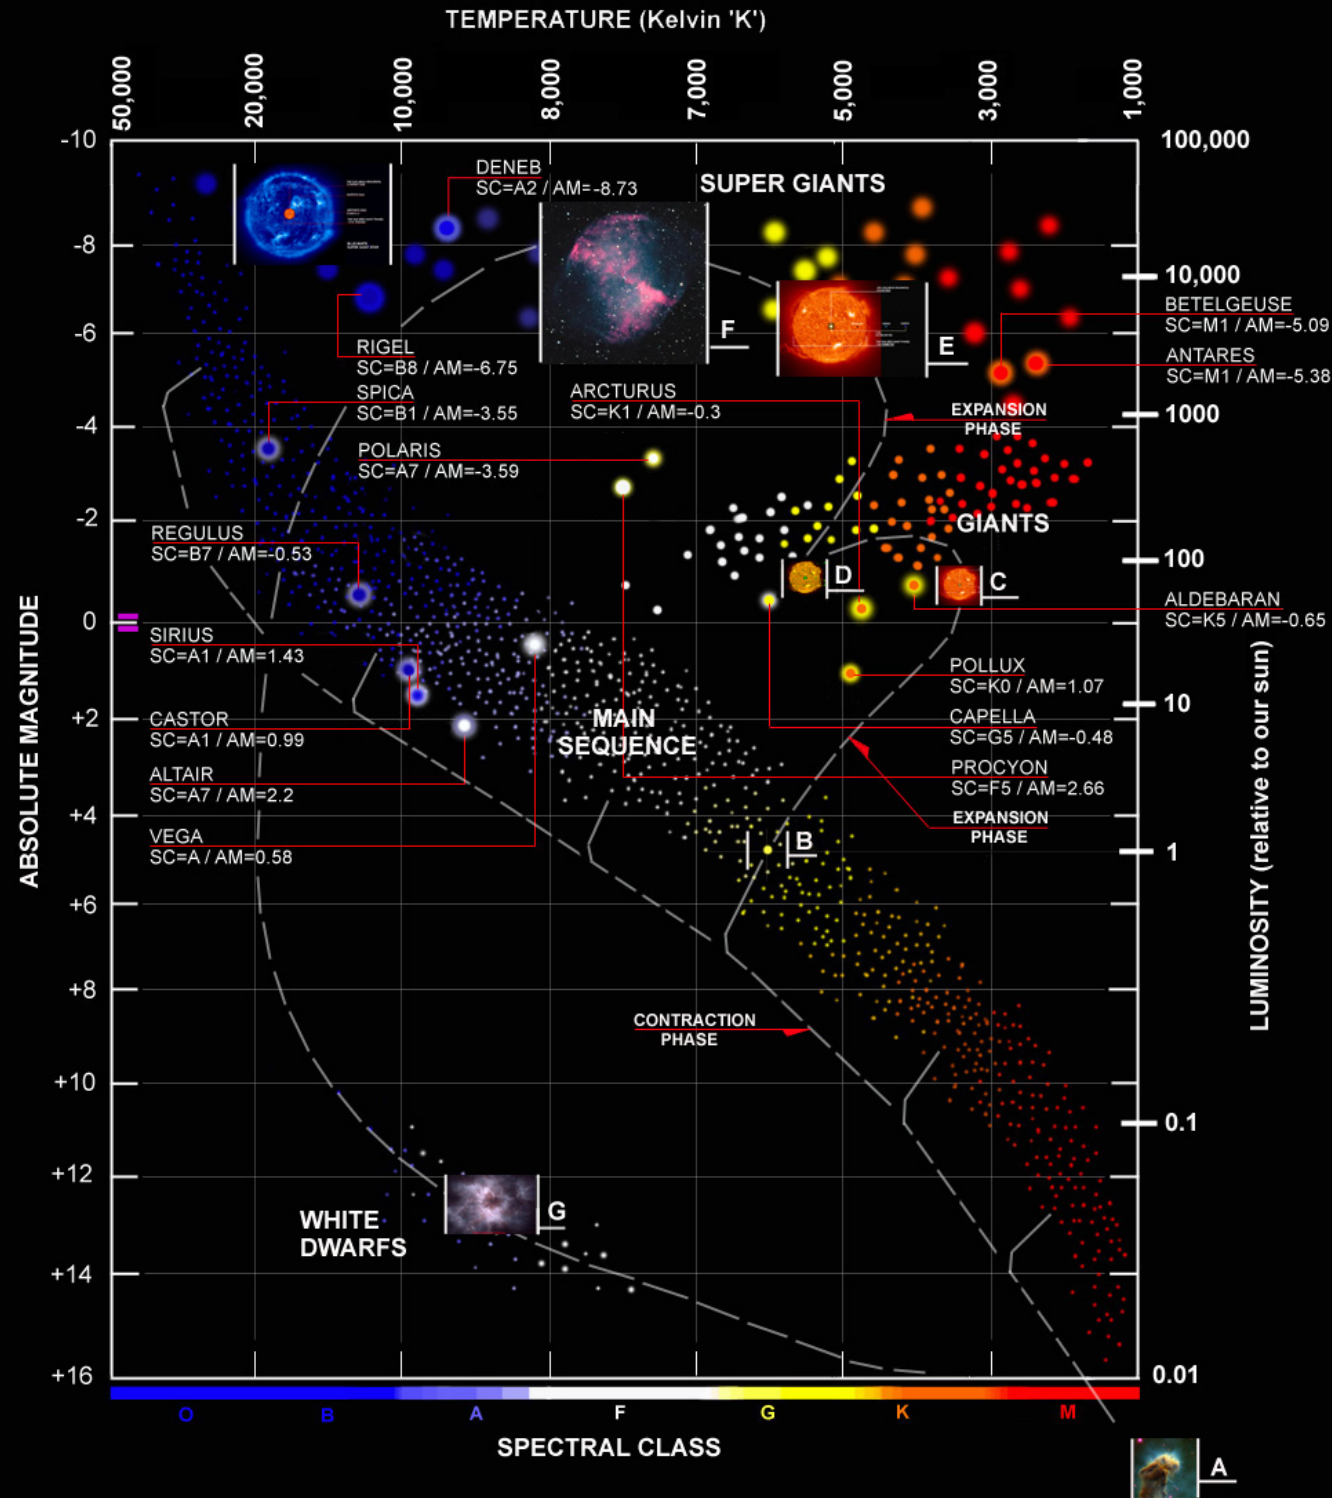 TEMPERATURE (Kelvin 'K')
50,000
20,000
10,000
8,000
7,000
5,000
3,000
1,000
-10
-8
-6
-4
-2
0
+2
+4
+6
+8
+10
+12
+14
+16
ABSOLUTE MAGNITUDE
100,000
10,000
1000
100
10
1
0.1
0.01
LUMINOSITY (relative to our sun)
DENEB
SC=A2 / AM=-8.73
SUPER GIANTS
F
E
RIGEL
SC=B8 / AM=-6.75
SPICA
SC=B1 / AM=-3.55
POLARIS
SC=A7 / AM=-3.59
ARCTURUS
SC=K1 / AM=-0.3
BETELGEUSE
SC=M1 / AM=-5.09
ANTARES
SC=M1 / AM=-5.38
EXPANSION
PHASE
REGULUS
SC=B7 / AM=-0.53
GIANTS
D
C
ALDEBARAN
SC=K5 / AM=-0.65
SIRIUS
SC=A1 / AM=1.43
CASTOR
SC=A1 / AM=0.99
ALTAIR
SC=A7 / AM=2.2
VEGA
SC=A / AM=0.58
MAIN
SEQUENCE
POLLUX
SC=K0 / AM=1.07
CAPELLA
SC=G5 / AM=-0.48
PROCYON
SC=F5 / AM=2.66
EXPANSION
PHASE
B
CONTRACTION
PHASE
WHITE
DWARFS
G
O
B
A
F
G
K
M
SPECTRAL CLASS
A